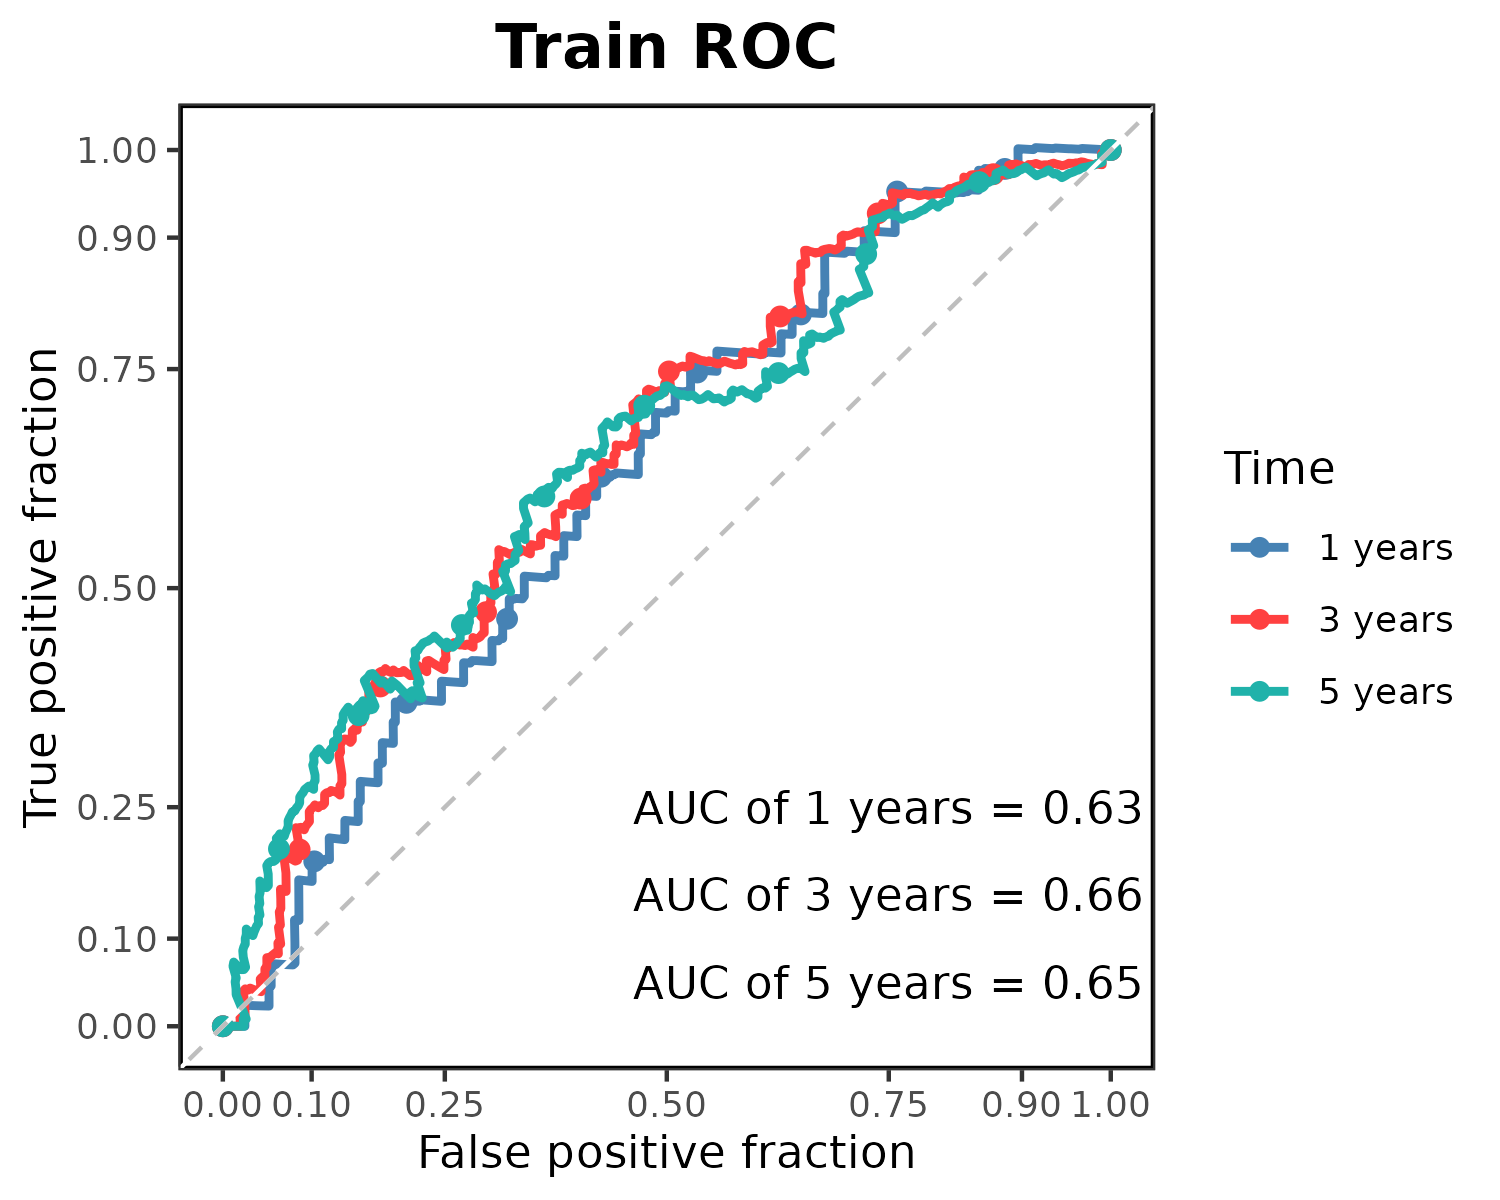 Train ROC
True positive fraction
1.00
0.90
0.75
0.50
0.25
0.10
0.00
AUC of 1 years = 0.63
AUC of 3 years = 0.66
AUC of 5 years = 0.65
0.00 0.10 0.25 0.50 0.75 0.90 1.00
False positive fraction
Time
1 years
3 years
5 years